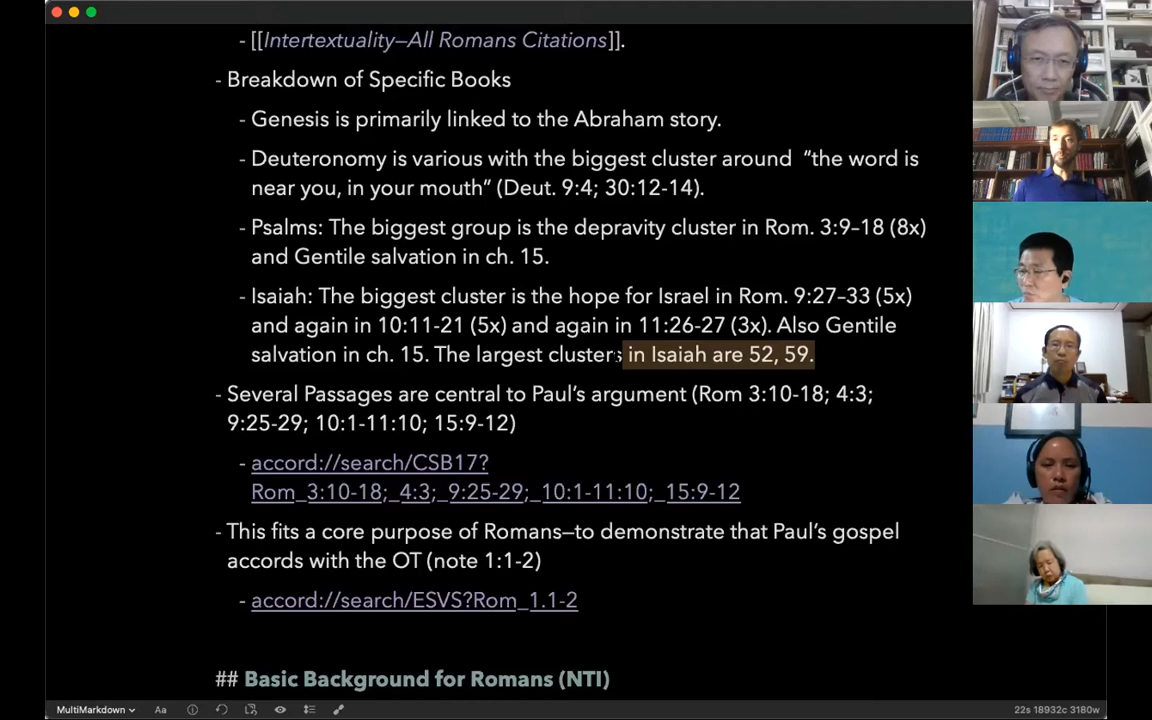 - [[Intertextuality—All Romans Citations]].
- Breakdown of Specific Books
- Genesis is primarily linked to the Abraham story.
- Deuteronomy is various with the biggest cluster around “the word is
near you, in your mouth” (Deut. 9:4; 30:12-14).
- Psalms: The biggest group is the depravity cluster in Rom. 3:9–18 (8x)
and Gentile salvation in ch. 15.
- Isaiah: The biggest cluster is the hope for Israel in Rom. 9:27–33 (5x)
and again in 10:11-21 (5x) and again in 11:26-27 (3x). Also Gentile
salvation in ch. 15. The largest clusters in Isaiah are 52, 59.
- Several Passages are central to Paul’s argument (Rom 3:10-18; 4:3;
9:25-29; 10:1-11:10; 15:9-12)
- accord://search/CSB17?
Rom_3:10-18;_4:3;_9:25-29;_10:1-11:10;_15:9-12
- This fits a core purpose of Romans—to demonstrate that Paul’s gospel
accords with the OT (note 1:1-2)
- accord://search/ESVS?Rom_1.1-2
## Basic Background for Romans (NTI)
MultiMarkdown Aa 22s 18932c 3180w